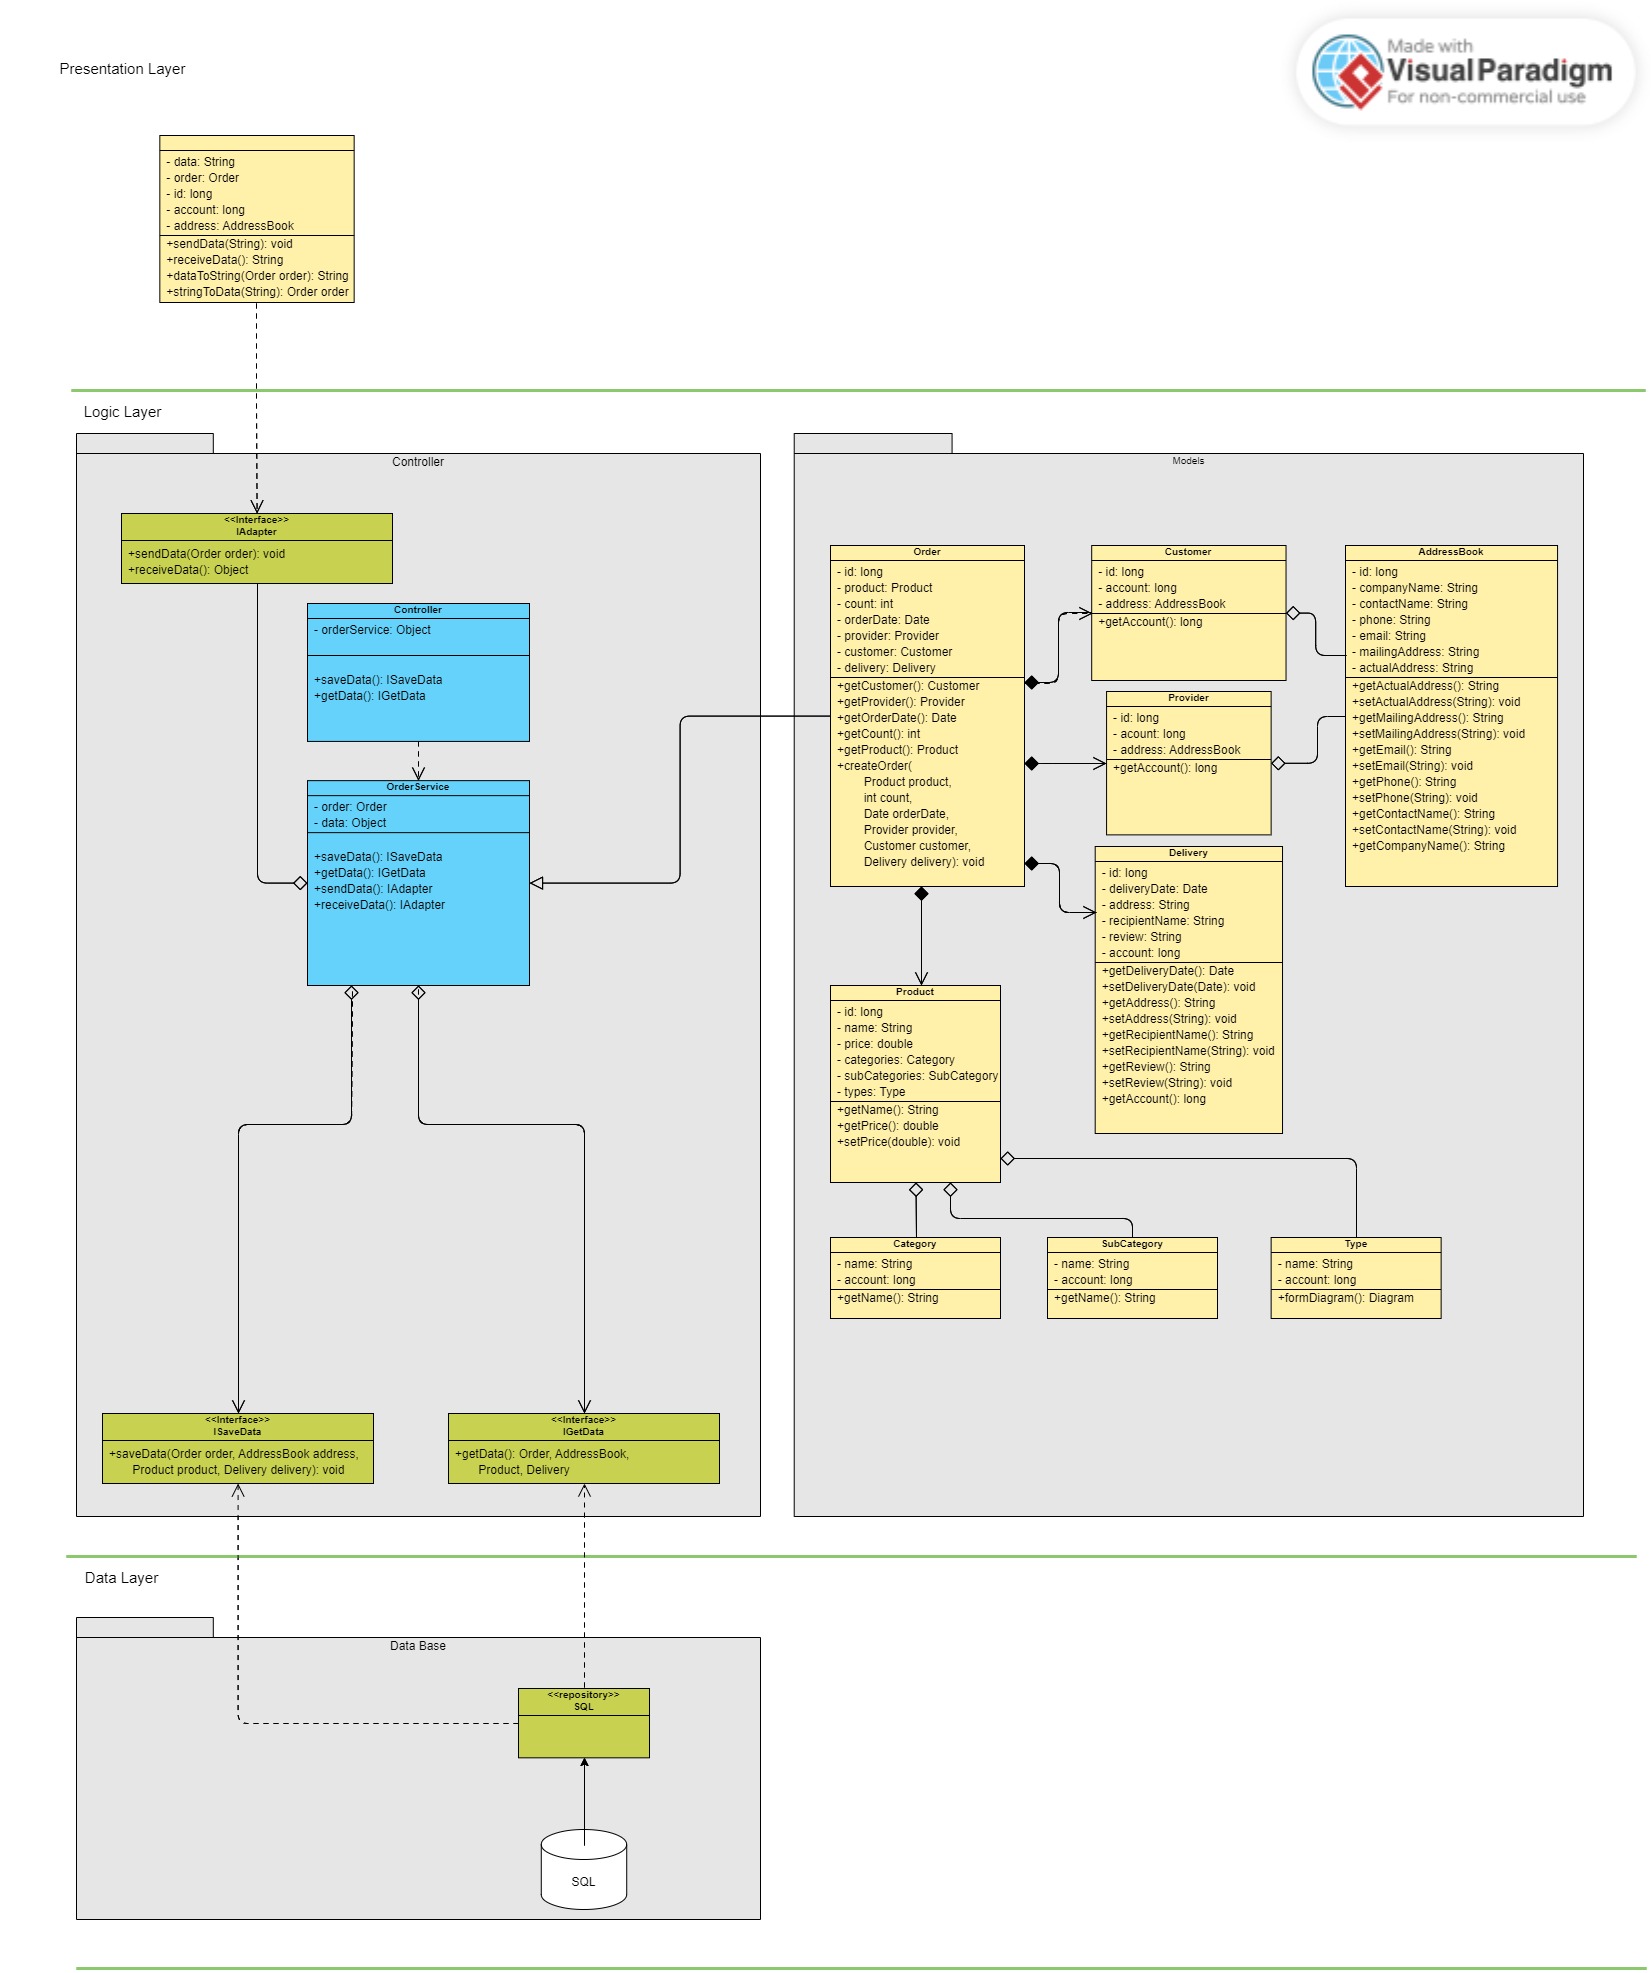 Made with
Visual Paradigm
For non-commercial use
Presentation Layer
- data: String
- order: Order
- id: long
- account: long
- address: AddressBook
+sendData(String): void
+receiveData(): String
+dataToString(Order order): String
+stringToData(String): Order order
Logic Layer
Controller
<<Interface>>
IAdapter
+sendData(Order order): void
+receiveData(): Object
Controller
- orderService: Object
+saveData(): ISaveData
+getData(): IGetData
OrderService
- order: Order
- data: Object
+saveData(): ISaveData
+getData(): IGetData
+sendData(): IAdapter
+receiveData(): IAdapter
<<Interface>>
ISaveData
+saveData(Order order, AddressBook address,
Product product, Delivery delivery): void
<<Interface>>
IGetData
+getData(): Order, AddressBook,
Product, Delivery
Models
Order
- id: long
- product: Product
- count: int
- orderDate: Date
- provider: Provider
- customer: Customer
- delivery: Delivery
+getCustomer(): Customer
+getProvider(): Provider
+getOrderDate(): Date
+getCount(): int
+getProduct(): Product
+createOrder(
Product product,
int count,
Date orderDate,
Provider provider,
Customer customer,
Delivery delivery): void
Customer
- id: long
- account: long
- address: AddressBook
+getAccount(): long
Provider
- id: long
- acount: long
- address: AddressBook
+getAccount(): long
AddressBook
- id: long
- companyName: String
- contactName: String
- phone: String
- email: String
- mailingAddress: String
- actualAddress: String
+getActualAddress(): String
+setActualAddress(String): void
+getMailingAddress(): String
+setMailingAddress(String): void
+getEmail(): String
+setEmail(String): void
+getPhone(): String
+setPhone(String): void
+getContactName(): String
+setContactName(String): void
+getCompanyName(): String
Delivery
- id: long
- deliveryDate: Date
- address: String
- recipientName: String
- review: String
- account: long
+getDeliveryDate(): Date
+setDeliveryDate(Date): void
+getAddress(): String
+setAddress(String): void
+getRecipientName(): String
+setRecipientName(String): void
+getReview(): String
+setReview(String): void
+getAccount(): long
Product
- id: long
- name: String
- price: double
- categories: Category
- subCategories: SubCategory
- types: Type
+getName(): String
+getPrice(): double
+setPrice(double): void
Category
- name: String
- account: long
+getName(): String
SubCategory
- name: String
- account: long
+getName(): String
Type
- name: String
- account: long
+formDiagram(): Diagram
Data Layer
Data Base
<<repository>>
SQL
SQL